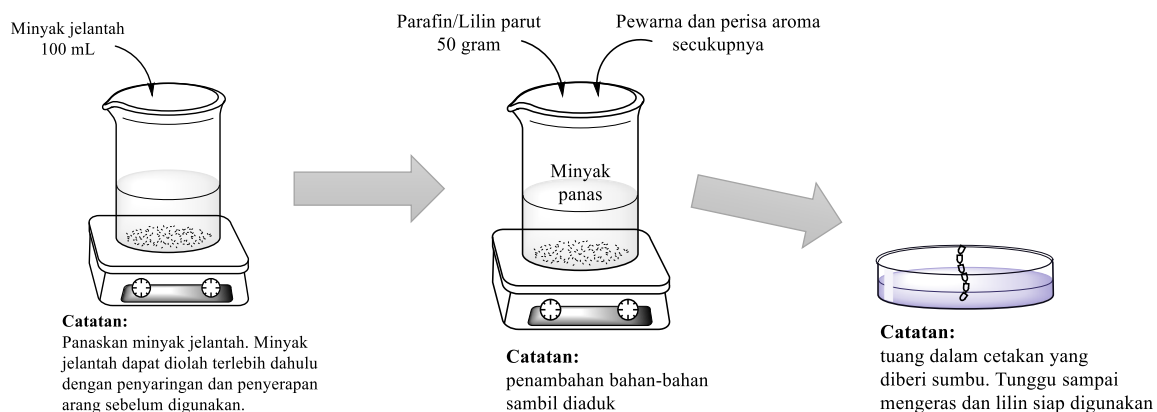 Minyak jelantah
100 mL
Catatan:
Panaskan minyak jelantah. Minyak
jelantah dapat diolah terlebih dahulu
dengan penyaringan dan penyerapan
arang sebelum digunakan.
Parafin/Lilin parut
50 gram
Pewarna dan perisa aroma
secukupnya
Minyak
panas
Catatan:
penambahan bahan-bahan
sambil diaduk
Catatan:
tuang dalam cetakan yang
diberi sumbu. Tunggu sampai
mengeras dan lilin siap digunakan